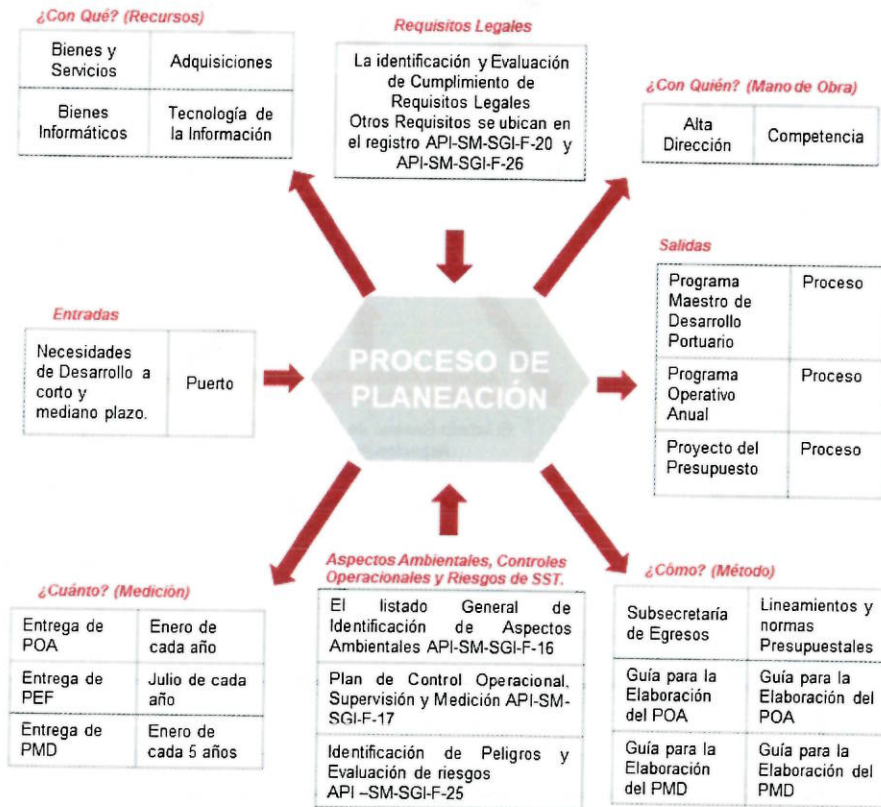 ¿Con Qué? (Recursos)
Bienes y
Servicios
Adquisiciones
Bienes
Informáticos
Tecnología de
la Información
Requisitos Legales
La identificación y Evaluación
de Cumplimiento de
Requisitos Legales
Otros Requisitos se ubican en
el registro API-SM-SGI-F-20 y
API-SM-SGI-F-26
¿Con Quién? (Mano de Obra)
Alta
Dirección
Competencia
Entradas
Necesidades
de Desarrollo a
corto y
mediano plazo.
Puerto
PROCESO DE
PLANEACIÓN
Salidas
Programa
Maestro de
Desarrollo
Portuario
Proceso
Programa
Operativo
Anual
Proceso
Proyecto del
Presupuesto
Proceso
¿Cuánto? (Medición)
Entrega de
POA
Enero de
cada año
Entrega de
PEF
Julio de cada
año
Entrega de
PMD
Enero de
cada 5 años
Aspectos Ambientales, Controles
Operacionales y Riesgos de SST.
El listado General de
Identificación de Aspectos
Ambientales API-SM-SGI-F-16
Plan de Control Operacional,
Supervisión y Medición API-SM-
SGI-F-17
Identificación de Peligros y
Evaluación de riesgos
API –SM-SGI-F-25
¿Cómo? (Método)
Subsecretaría
de Egresos
Lineamientos y
normas
Presupuestales
Guía para la
Elaboración
del POA
Guía para la
Elaboración del
POA
Guía para la
Elaboración
del PMD
Guía para la
Elaboración del
PMD